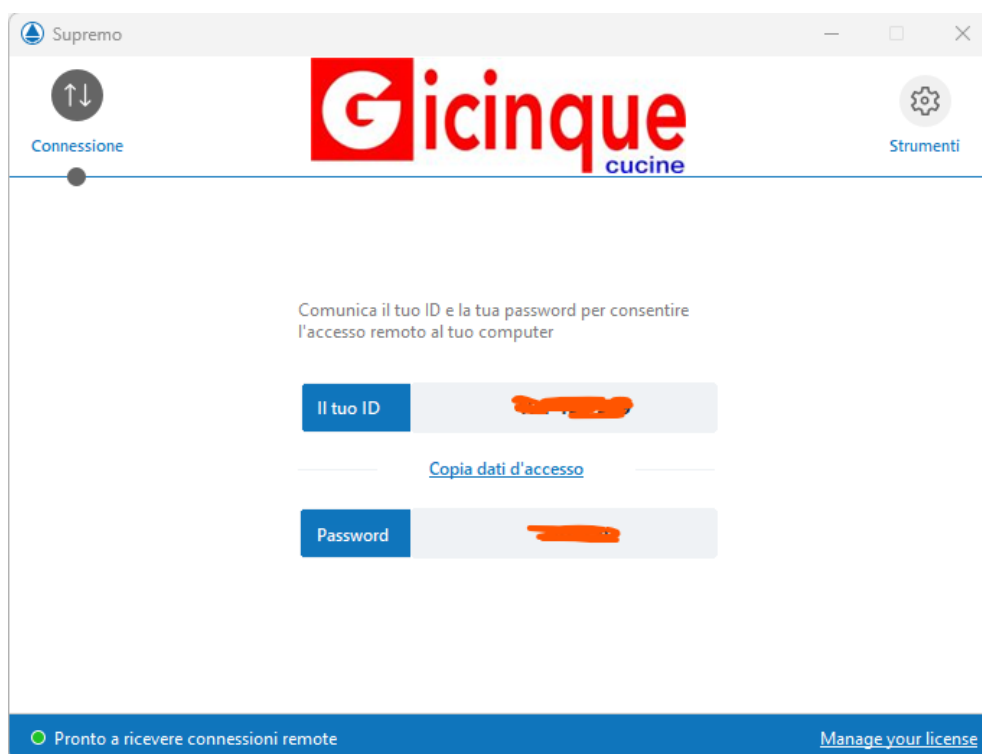 Supremo
Connessione
Gicinque
cucine
Strumenti
Comunica il tuo ID e la tua password per consentire
l'accesso remoto al tuo computer
Il tuo ID
Copia dati d'accesso
Password
Pronto a ricevere connessioni remote
Manage your license